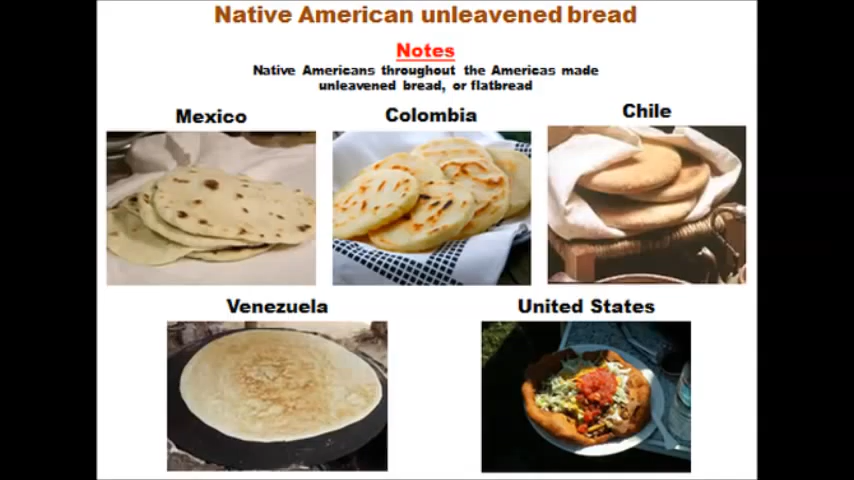 Native American unleavened bread
Notes
Native Americans throughout the Americas made
unleavened bread, or flatbread
Mexico
Colombia
Chile
Venezuela
United States